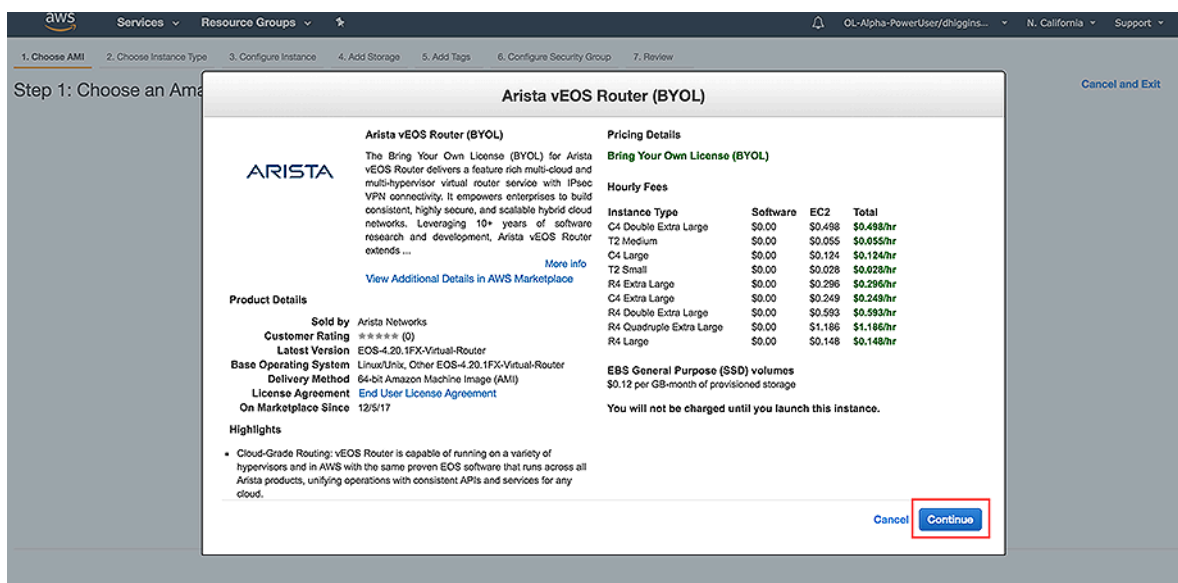 aws
Services
Resource Groups
OL-Alpha-PowerUser/dhiggins...
N. California
Support
1. Choose AMI
2. Choose Instance Type
3. Configure Instance
4. Add Storage
5. Add Tags
6. Configure Security Group
7. Review
Step 1: Choose an Ama
Cancel and Exit
Arista vEOS Router (BYOL)
ARISTA
Arista vEOS Router (BYOL)
The Bring Your Own License (BYOL) for Arista
vEOS Router delivers a feature rich multi-cloud and
multi-hypervisor virtual router service with IPsec
VPN connectivity. It empowers enterprises to build
consistent, highly secure, and scalable hybrid cloud
networks. Leveraging 10+ years of software
research and development, Arista vEOS Router
extends ...
More info
View Additional Details in AWS Marketplace
Product Details
Sold by Arista Networks
Customer Rating ★★★★★ (0)
Latest Version EOS-4.20.1FX-Virtual-Router
Base Operating System Linux/Unix, Other EOS-4.20.1FX-Virtual-Router
Delivery Method 64-bit Amazon Machine Image (AMI)
License Agreement End User License Agreement
On Marketplace Since 12/5/17
Highlights
• Cloud-Grade Routing: vEOS Router is capable of running on a variety of
hypervisors and in AWS with the same proven EOS software that runs across all
Arista products, unifying operations with consistent APIs and services for any
cloud.
Pricing Details
Bring Your Own License (BYOL)
Hourly Fees
Instance Type Software EC2 Total
C4 Double Extra Large $0.00 $0.498 $0.498/hr
T2 Medium $0.00 $0.055 $0.055/hr
C4 Large $0.00 $0.124 $0.124/hr
T2 Small $0.00 $0.028 $0.028/hr
R4 Extra Large $0.00 $0.296 $0.296/hr
C4 Extra Large $0.00 $0.249 $0.249/hr
R4 Double Extra Large $0.00 $0.593 $0.593/hr
R4 Quadruple Extra Large $0.00 $1.186 $1.186/hr
R4 Large $0.00 $0.148 $0.148/hr
EBS General Purpose (SSD) volumes
$0.12 per GB-month of provisioned storage
You will not be charged until you launch this instance.
Cancel
Continue